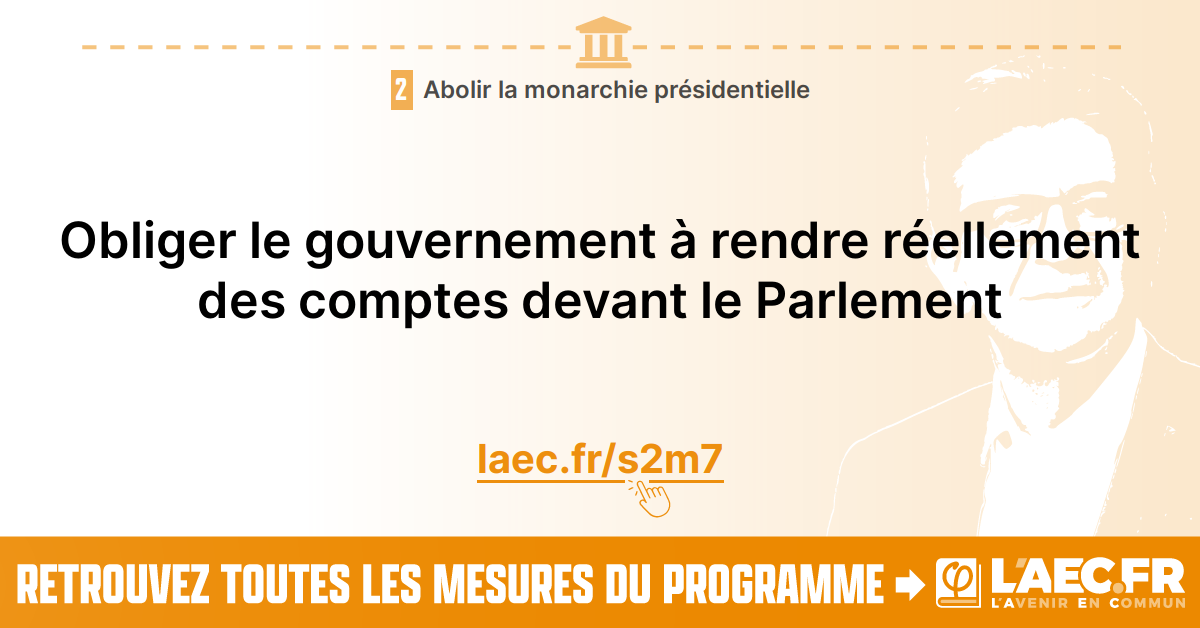 2 Abolir la monarchie présidentielle
Obliger le gouvernement à rendre réellement
des comptes devant le Parlement
laec.fr/s2m7
RETROUVEZ TOUTES LES MESURES DU PROGRAMME
φ L'AEC.FR
L'AVENIR EN COMMUN